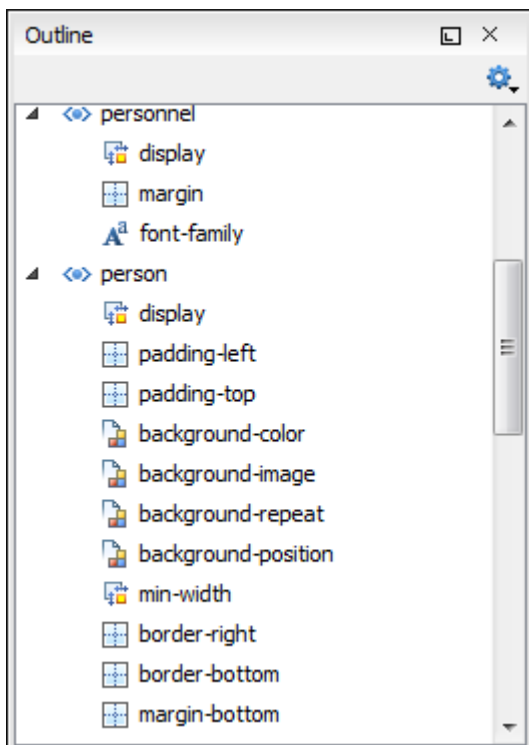 Outline
personnel
display
margin
font-family
person
display
padding-left
padding-top
background-color
background-image
background-repeat
background-position
min-width
border-right
border-bottom
margin-bottom